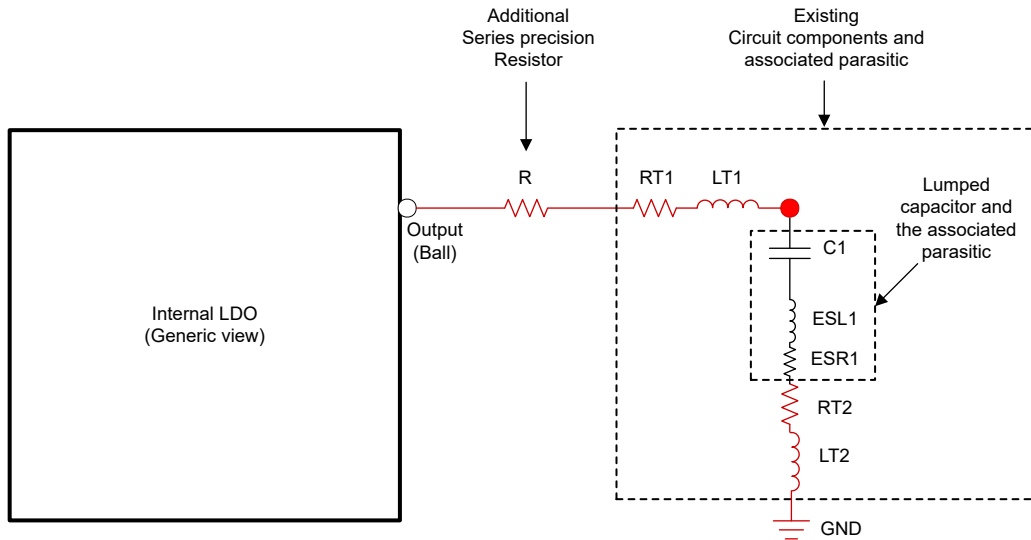 Additional
Series precision
Resistor
Existing
Circuit components and
associated parasitic
R
RT1
LT1
Lumped
capacitor and
the associated
parasitic
Output
(Ball)
C1
Internal LDO
(Generic view)
ESL1
ESR1
RT2
LT2
GND